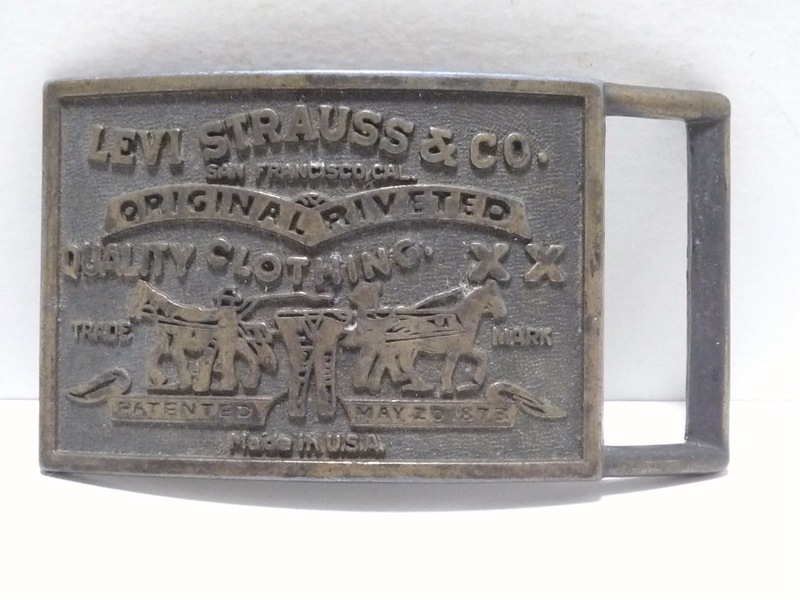 LEVI STRAUSS & CO.
SAN FRANCISCO, CAL.
ORIGINAL RIVETED
QUALITY CLOTHING. XX
TRADE MARK
PATENTED MAY 20 1873
Made in U.S.A.